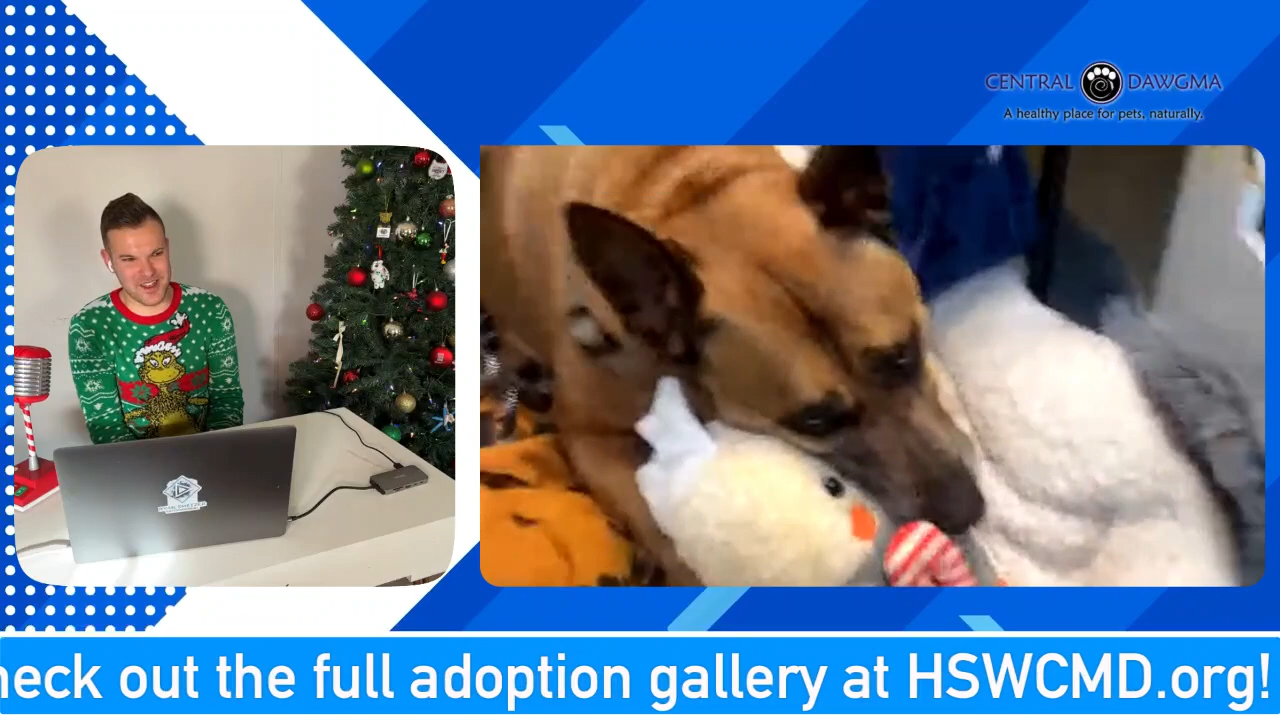 CENTRAL DAWGMA
A healthy place for pets, naturally.
heck out the full adoption gallery at HSWCMD.org!